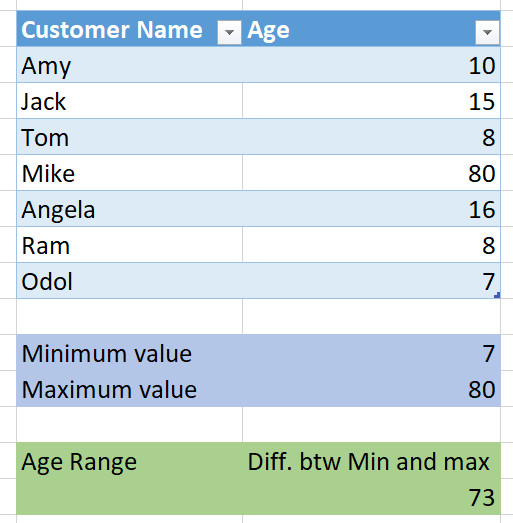 Customer Name Age
Amy 10
Jack 15
Tom 8
Mike 80
Angela 16
Ram 8
Odol 7
Minimum value 7
Maximum value 80
Age Range Diff. btw Min and max
73